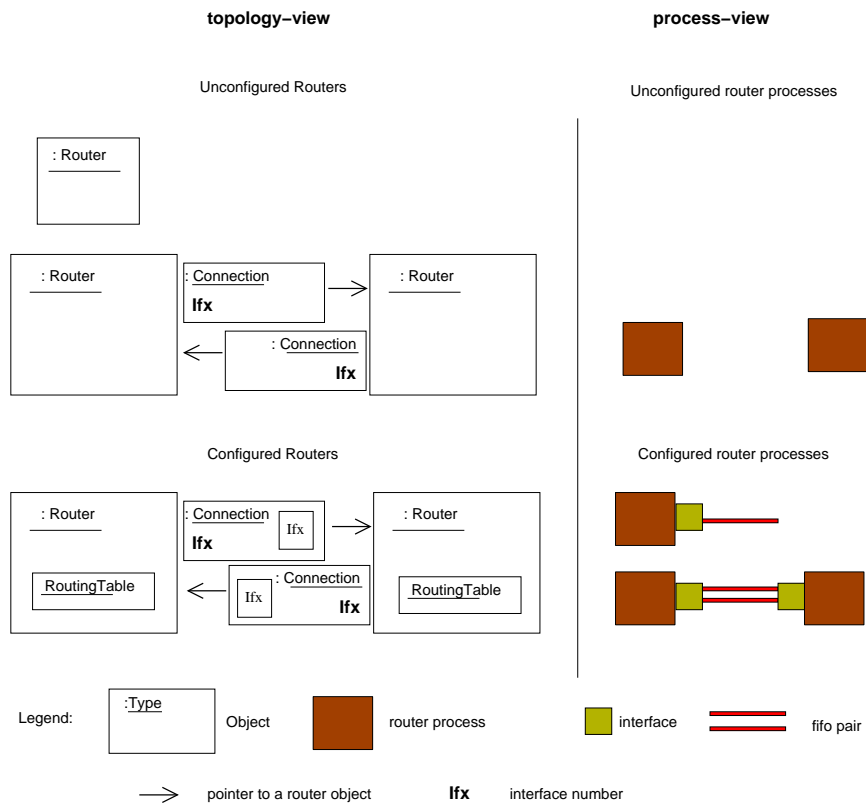 topology–view
process–view
Unconfigured Routers
Unconfigured router processes
: Router
: Router
: Connection
Ifx
: Router
: Connection
Ifx
Configured Routers
Configured router processes
: Router
: Connection
Ifx
Ifx
: Router
RoutingTable
: Connection
Ifx
Ifx
RoutingTable
Legend:
:Type
Object
router process
interface
fifo pair
pointer to a router object
Ifx
interface number